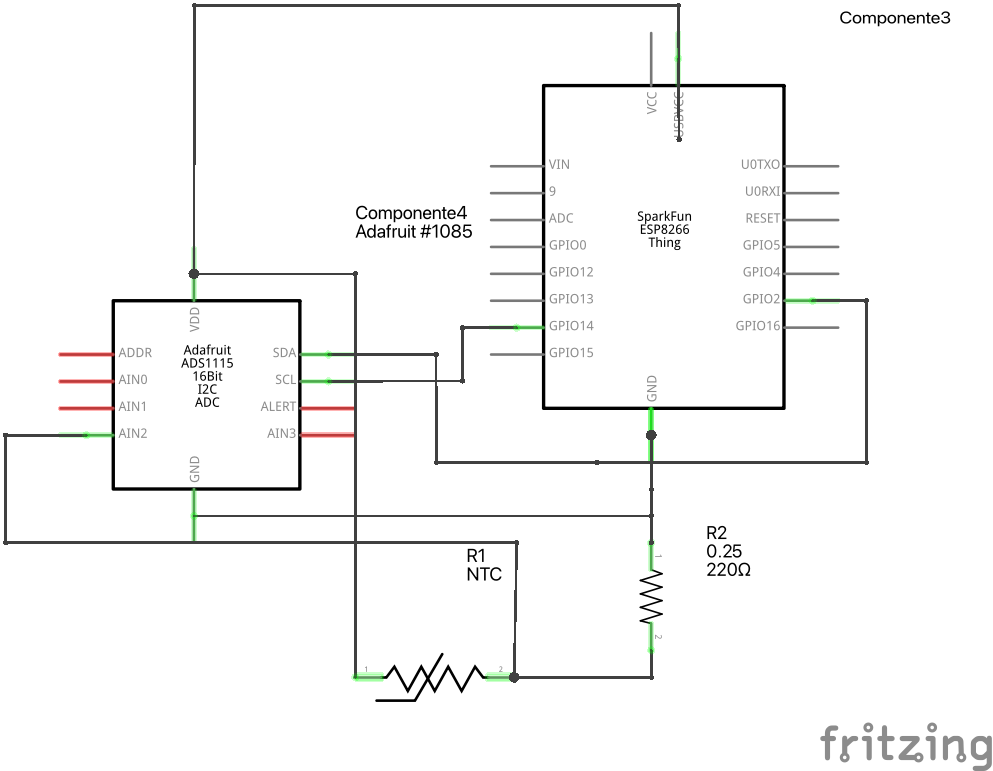 Componente3
VCC
USBVCC
VIN
U0TXO
9
U0RXI
ADC
RESET
GPIO0
GPIO5
GPIO12
GPIO4
GPIO13
GPIO2
GPIO14
GPIO16
GPIO15
GND
SparkFun
ESP8266
Thing
Componente4
Adafruit #1085
VDD
ADDR
SDA
AIN0
SCL
AIN1
ALERT
AIN2
AIN3
GND
Adafruit
ADS1115
16Bit
I2C
ADC
R1
NTC
1
2
R2
0.25
220Ω
1
2
fritzing